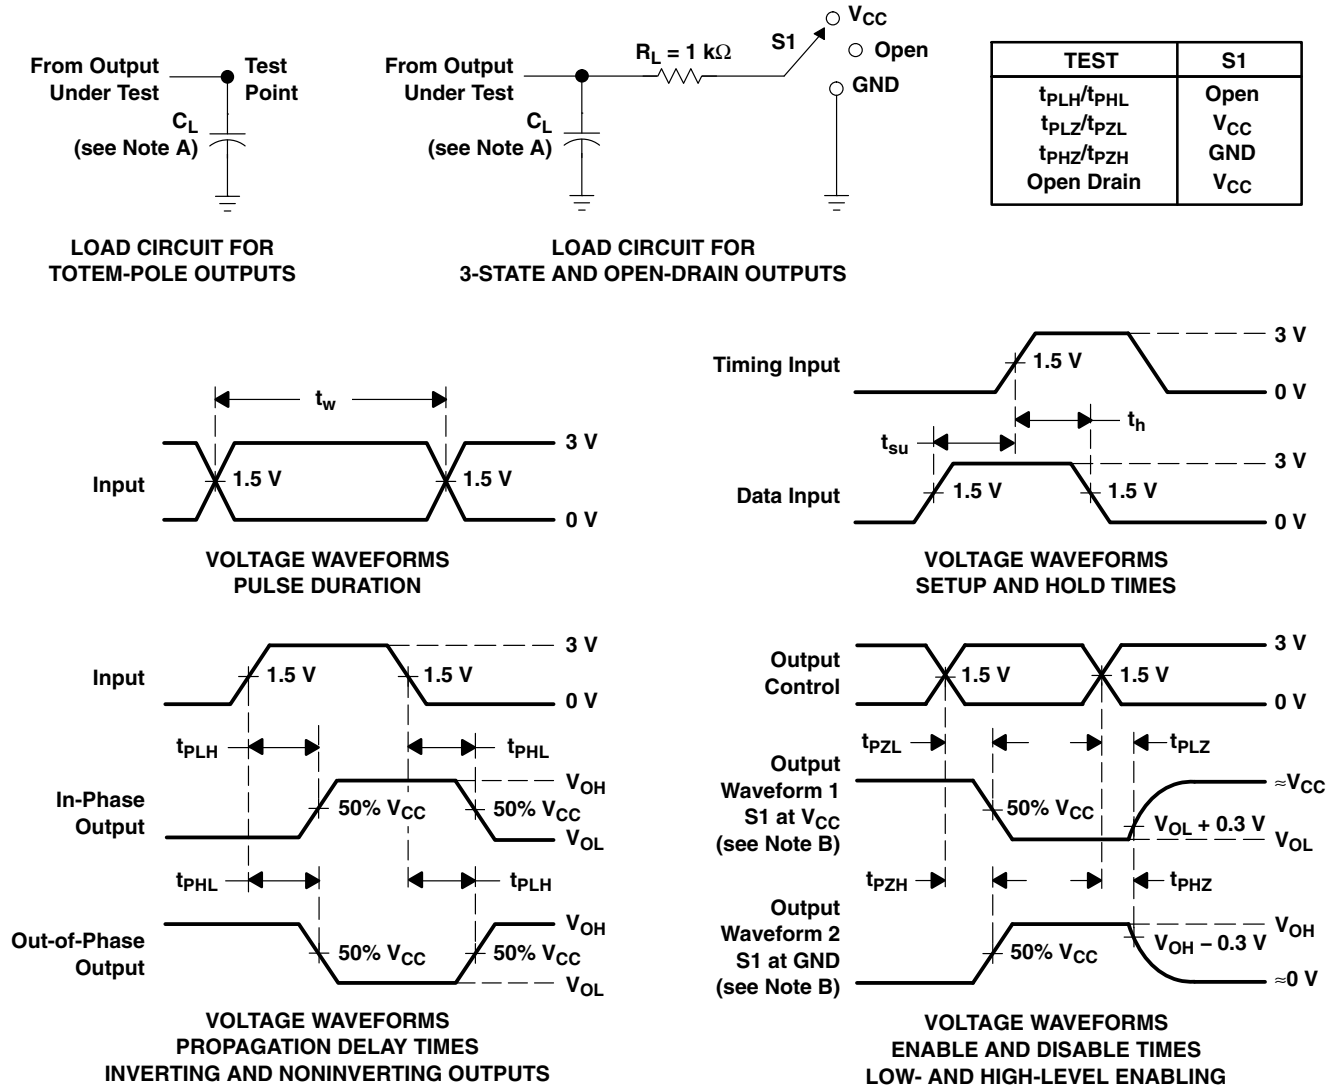 From Output
Under Test
Test
Point
CL
(see Note A)
LOAD CIRCUIT FOR
TOTEM-POLE OUTPUTS
From Output
Under Test
RL = 1 kΩ
S1
VCC
Open
GND
CL
(see Note A)
LOAD CIRCUIT FOR
3-STATE AND OPEN-DRAIN OUTPUTS
TEST S1
tPLH/tPHL Open
tPLZ/tPZL VCC
tPHZ/tPZH GND
Open Drain VCC
tw
Input
1.5 V
1.5 V
3 V
0 V
VOLTAGE WAVEFORMS
PULSE DURATION
Timing Input
1.5 V
3 V
0 V
tsu
th
Data Input
1.5 V
1.5 V
3 V
0 V
VOLTAGE WAVEFORMS
SETUP AND HOLD TIMES
Input
1.5 V
1.5 V
3 V
0 V
tPLH
tPHL
In-Phase
Output
50% VCC
50% VCC
VOH
VOL
tPHL
tPLH
Out-of-Phase
Output
50% VCC
50% VCC
VOH
VOL
VOLTAGE WAVEFORMS
PROPAGATION DELAY TIMES
INVERTING AND NONINVERTING OUTPUTS
Output
Control
1.5 V
1.5 V
3 V
0 V
tPZL
tPLZ
Output
Waveform 1
S1 at VCC
(see Note B)
50% VCC
VOL + 0.3 V
≈VCC
VOL
tPZH
tPHZ
Output
Waveform 2
S1 at GND
(see Note B)
50% VCC
VOH − 0.3 V
VOH
≈0 V
VOLTAGE WAVEFORMS
ENABLE AND DISABLE TIMES
LOW- AND HIGH-LEVEL ENABLING